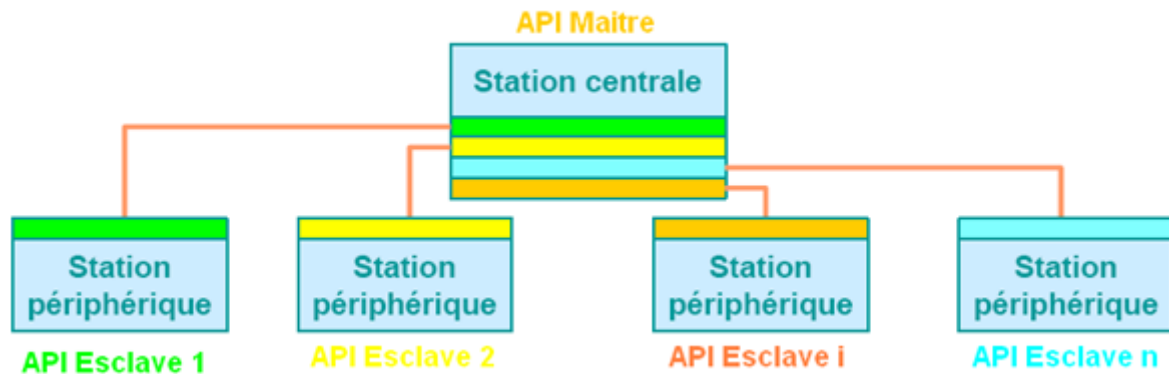 API Maitre
Station centrale
Station
périphérique
Station
périphérique
Station
périphérique
Station
périphérique
API Esclave 1
API Esclave 2
API Esclave i
API Esclave n